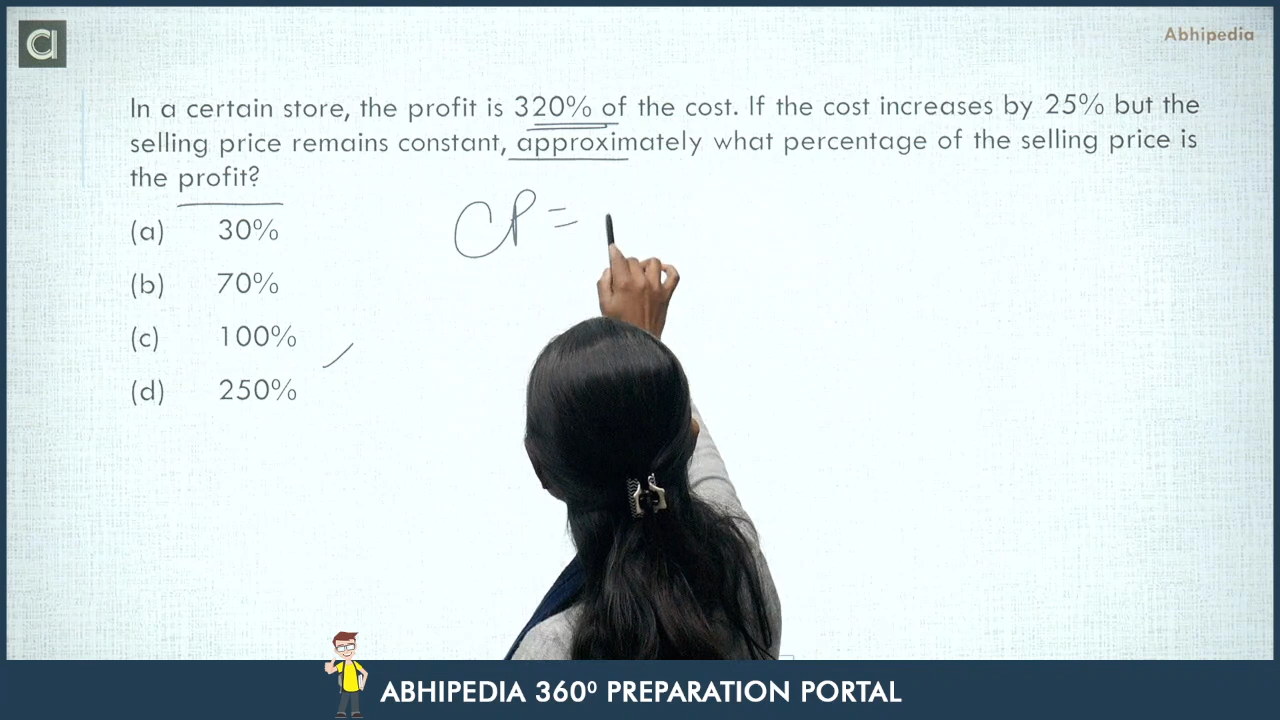 Abhipedia
In a certain store, the profit is 320% of the cost. If the cost increases by 25% but the
selling price remains constant, approximately what percentage of the selling price is
the profit?
(a) 30%
(b) 70%
(c) 100%
(d) 250%
CP =
ABHIPEDIA 360⁰ PREPARATION PORTAL